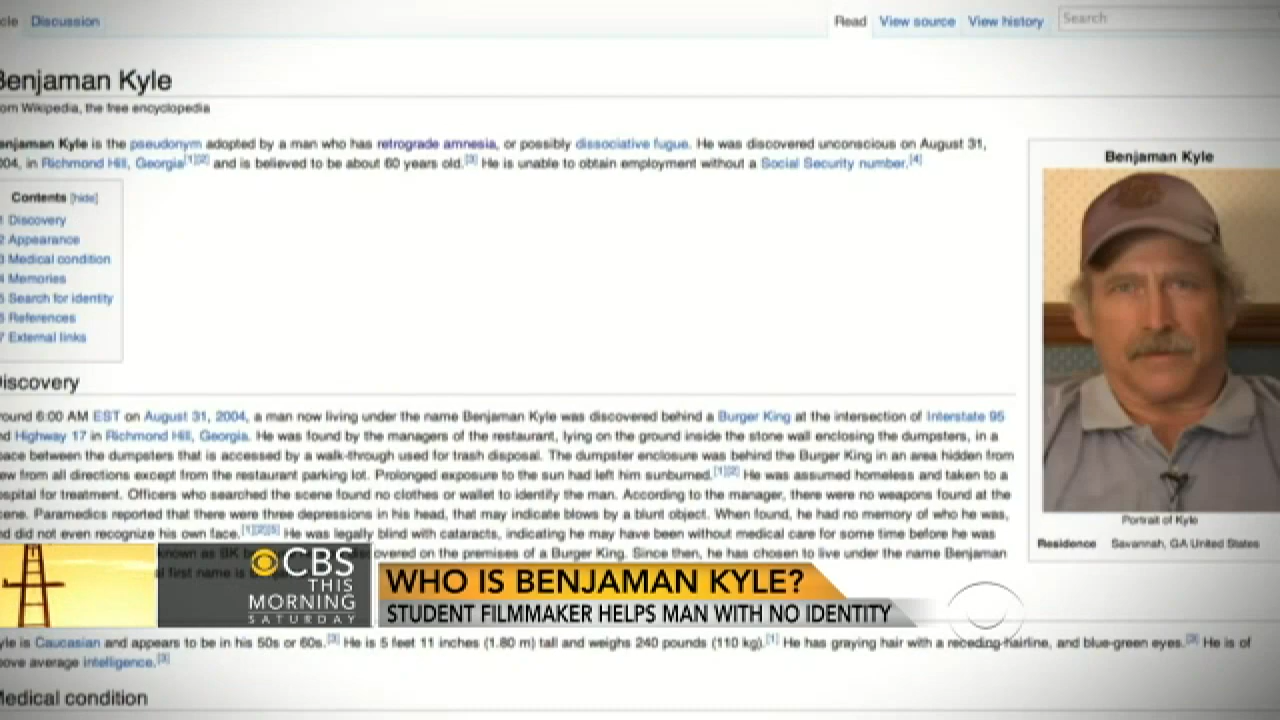 cle Discussion Read View source View history Search
Benjaman Kyle
om Wikipedia, the free encyclopedia
enjaman Kyle is the pseudonym adopted by a man who has retrograde amnesia, or possibly dissociative fugue. He was discovered unconscious on August 31,
004, in Richmond Hill, Georgia[1][2] and is believed to be about 60 years old.[3] He is unable to obtain employment without a Social Security number.[4]
Benjaman Kyle
Portrait of Kyle
Residence Savannah, GA United States
Contents [hide]
1 Discovery
2 Appearance
3 Medical condition
4 Memories
5 Search for identity
6 References
7 External links
Discovery
round 6:00 AM EST on August 31, 2004, a man now living under the name Benjaman Kyle was discovered behind a Burger King at the intersection of Interstate 95
nd Highway 17 in Richmond Hill, Georgia. He was found by the managers of the restaurant, lying on the ground inside the stone wall enclosing the dumpsters, in a
pace between the dumpsters that is accessed by a walk-through used for trash disposal. The dumpster enclosure was behind the Burger King in an area hidden from
ew from all directions except from the restaurant parking lot. Prolonged exposure to the sun had left him sunburned.[1][2] He was assumed homeless and taken to a
ospital for treatment. Officers who searched the scene found no clothes or wallet to identify the man. According to the manager, there were no weapons found at the
cene. Paramedics reported that there were three depressions in his head, that may indicate blows by a blunt object. When found, he had no memory of who he was,
nd did not even recognize his own face.[1][2][5] He was legally blind with cataracts, indicating he may have been without medical care for some time before he was
known as BK overed on the premises of a Burger King. Since then, he has chosen to live under the name Benjaman
first name is
CBS
THIS
MORNING
SATURDAY
WHO IS BENJAMAN KYLE?
STUDENT FILMMAKER HELPS MAN WITH NO IDENTITY
yle is Caucasian and appears to be in his 50s or 60s.[3] He is 5 feet 11 inches (1.80 m) tall and weighs 240 pounds (110 kg).[1] He has graying hair with a receding-hairline, and blue-green eyes.[3] He is of
bove average intelligence.[3]
Medical condition